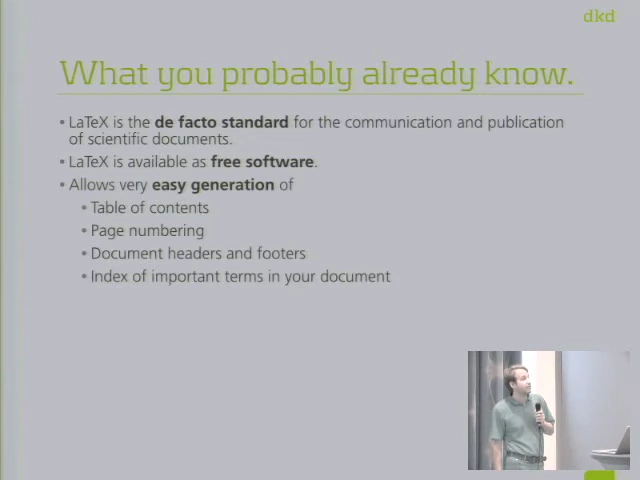 dkd
What you probably already know.
• LaTeX is the de facto standard for the communication and publication
of scientific documents.
• LaTeX is available as free software.
• Allows very easy generation of
• Table of contents
• Page numbering
• Document headers and footers
• Index of important terms in your document